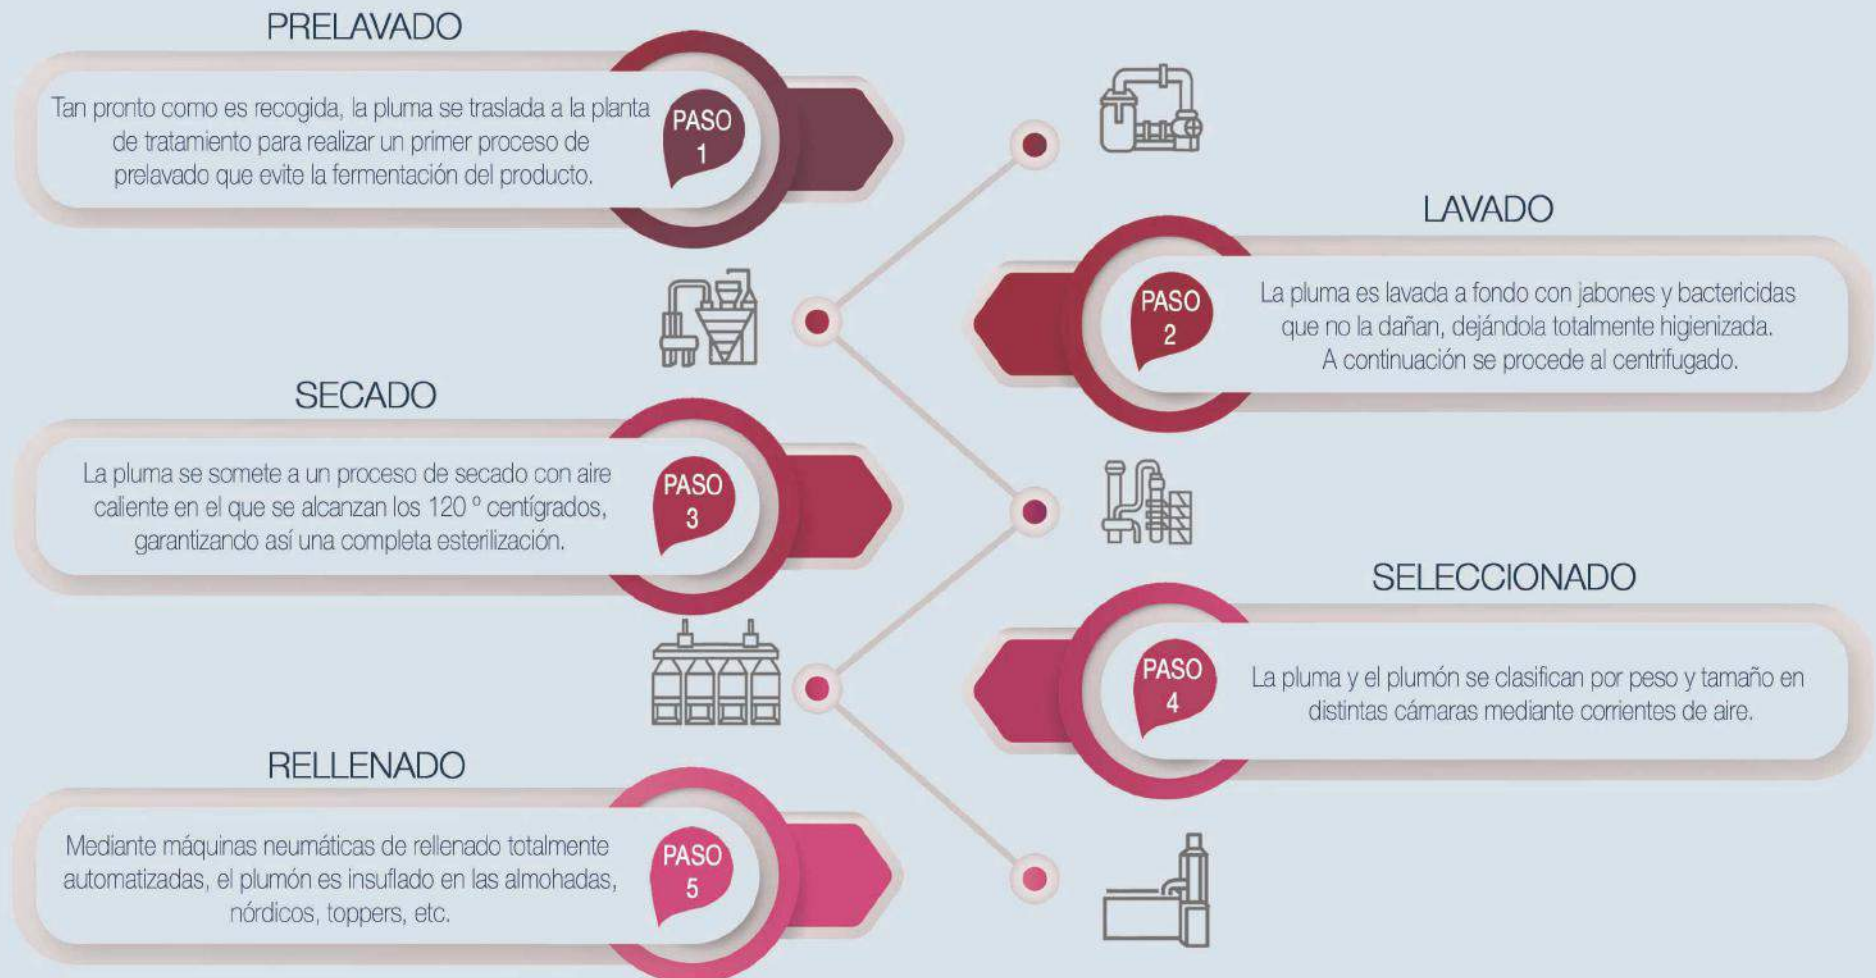 PRELAVADO
Tan pronto como es recogida, la pluma se traslada a la planta
de tratamiento para realizar un primer proceso de
prelavado que evite la fermentación del producto.
PASO
1
LAVADO
PASO
2
La pluma es lavada a fondo con jabones y bactericidas
que no la dañan, dejándola totalmente higienizada.
A continuación se procede al centrifugado.
SECADO
La pluma se somete a un proceso de secado con aire
caliente en el que se alcanzan los 120 º centígrados,
garantizando así una completa esterilización.
PASO
3
SELECCIONADO
PASO
4
La pluma y el plumón se clasifican por peso y tamaño en
distintas cámaras mediante corrientes de aire.
RELLENADO
Mediante máquinas neumáticas de rellenado totalmente
automatizadas, el plumón es insuflado en las almohadas,
nórdicos, toppers, etc.
PASO
5